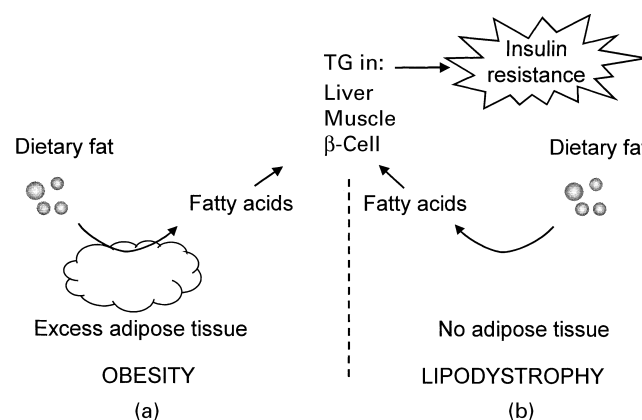 TG in:
Liver
Muscle
β-Cell
Insulin
resistance
Dietary fat
Fatty acids
Excess adipose tissue
OBESITY
(a)
Dietary fat
Fatty acids
No adipose tissue
LIPODYSTROPHY
(b)